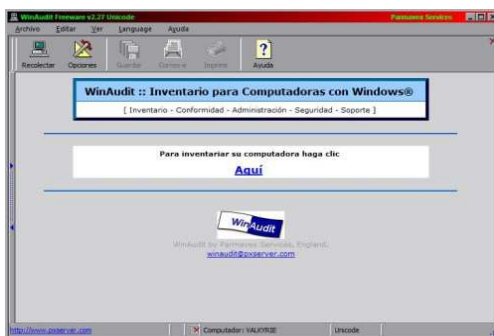 WinAudit Freeware v2.27 Unicode Parmavex Services
Archivo Editar Ver Language Ayuda
Recolectar Opciones Guardar Correo-e Imprimir Ayuda
WinAudit :: Inventario para Computadoras con Windows®
[ Inventario - Conformidad - Administración - Seguridad - Soporte ]
Para inventariar su computadora haga clic
Aquí
WinAudit
WinAudit by Parmavex Services, England.
winaudit@pxserver.com
http://www.pxserver.com Computador: VALKYRIE Unicode